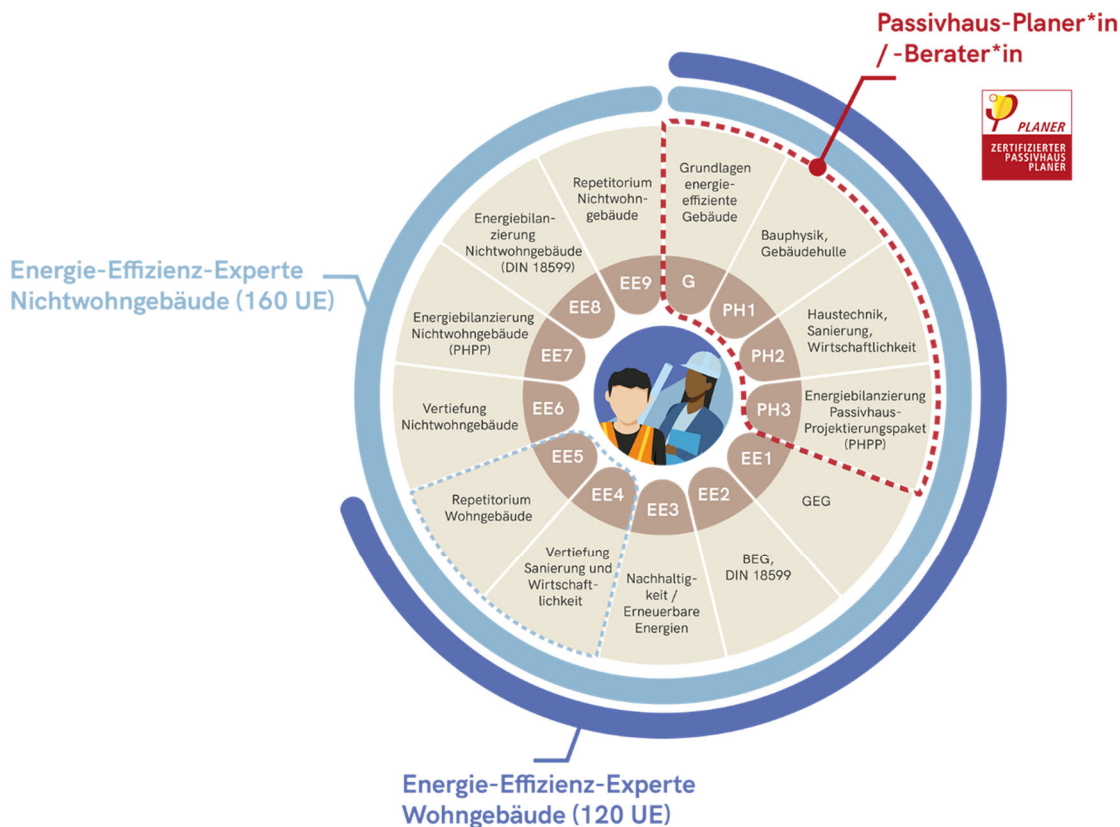 Passivhaus-Planer*in
/ -Berater*in
PLANER
ZERTIFIZIERTER
PASSIVHAUS
PLANER
Energie-Effizienz-Experte
Nichtwohngebäude (160 UE)
Grundlagen
energie-
effiziente
Gebäude
G
Bauphysik,
Gebäudehulle
PH1
Haustechnik,
Sanierung,
Wirtschaftlichkeit
PH2
Energiebilanzierung
Passivhaus-
Projektierungspaket
(PHPP)
PH3
GEG
EE1
BEG,
DIN 18599
EE2
Nachhaltig-
keit /
Erneuerbare
Energien
EE3
Vertiefung
Sanierung und
Wirtschaft-
lichkeit
EE4
Repetitorium
Wohngebäude
EE5
Vertiefung
Nichtwohngebäude
EE6
Energiebilanzierung
Nichtwohngebäude
(PHPP)
EE7
Energiebilan-
zierung
Nichtwohngebäude
(DIN 18599)
EE8
Repetitorium
Nichtwohn-
gebäude
EE9
Energie-Effizienz-Experte
Wohngebäude (120 UE)